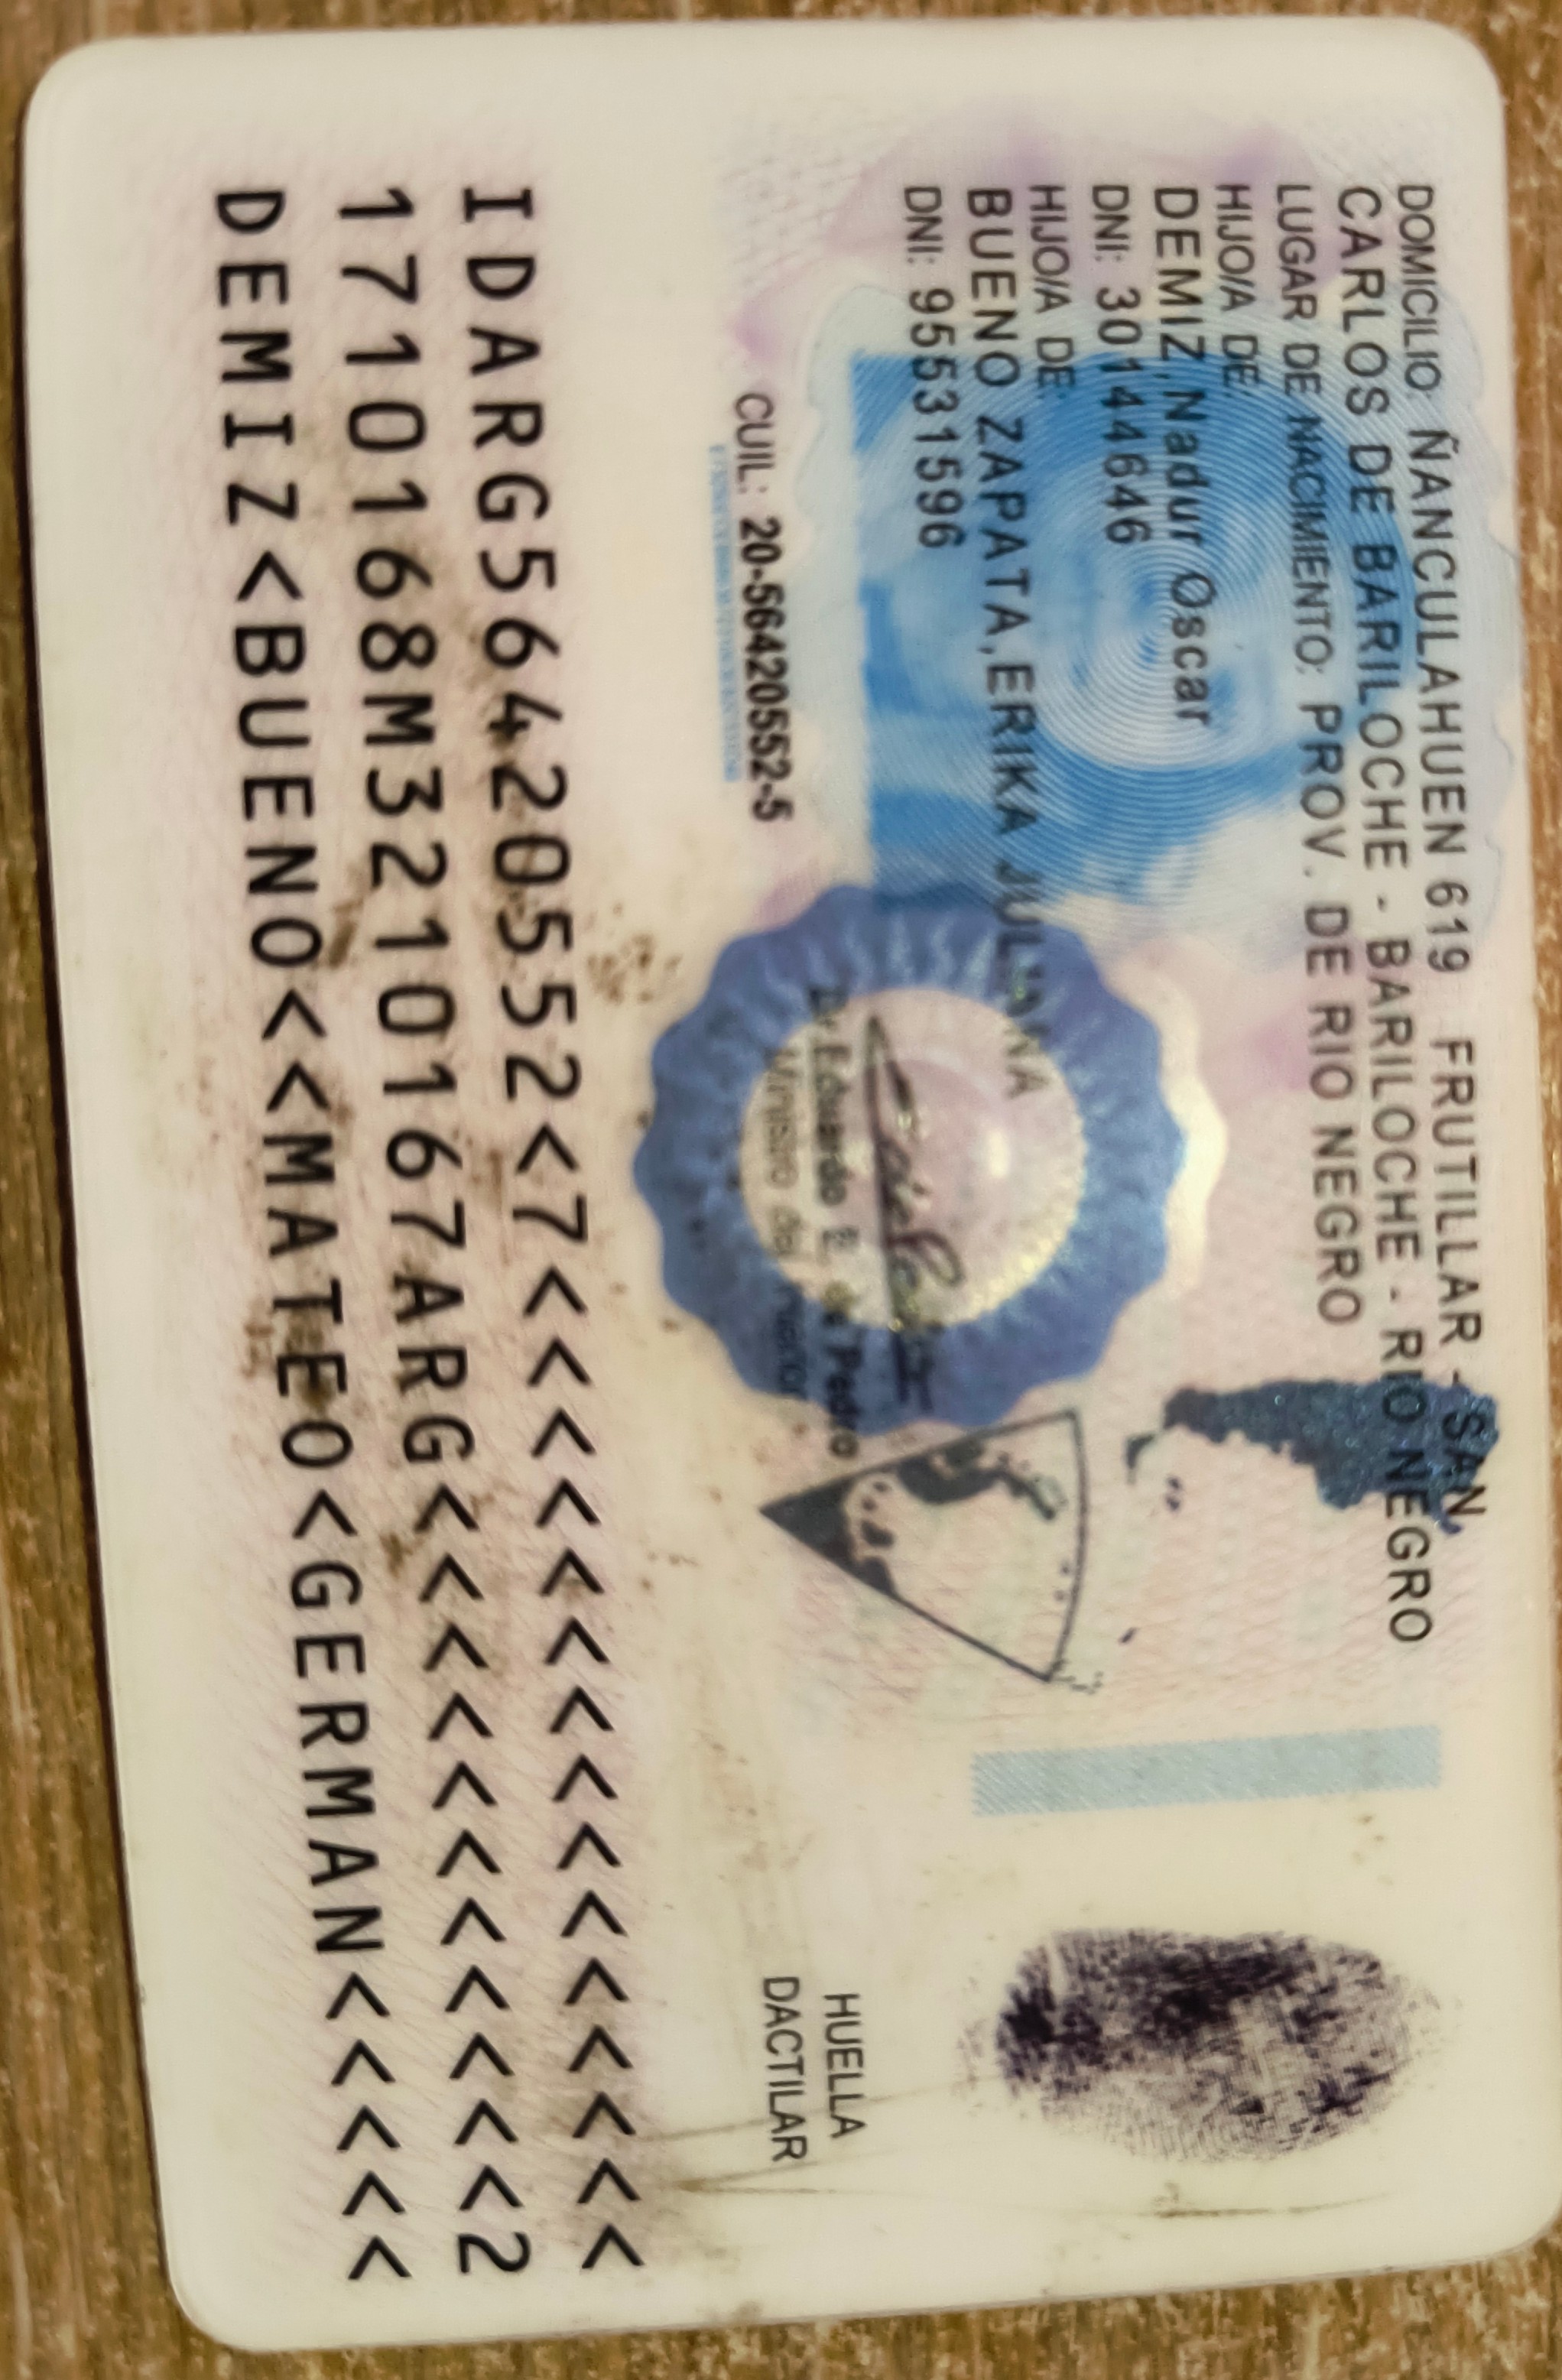 DOMICILIO: ÑANCULAHUEN 619 FRUTILLAR - SAN
CARLOS DE BARILOCHE - BARILOCHE - RIO NEGRO
LUGAR DE NACIMIENTO: PROV. DE RIO NEGRO
HIJO/A DE:
DEMIZ, Nadur Oscar
DNI: 30144646
HIJO/A DE:
BUENO ZAPATA, ERIKA JULIANA
DNI: 95531596
CUIL: 20-56420552-5
Eduardo E. de Pedro
Ministro del
HUELLA
DACTILAR
IDARG56420552<7<<<<<<<<<<<<<<<
1710168M3210167ARG<<<<<<<<<<<2
DEMIZ<BUENO<<MATEO<GERMAN<<<<<